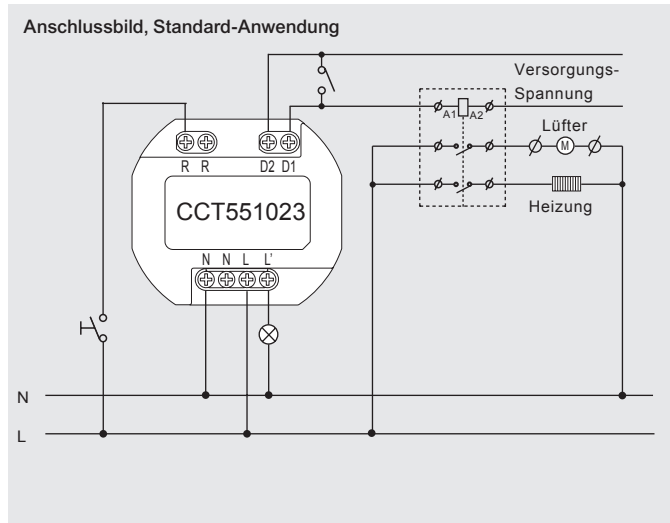 Anschlussbild, Standard-Anwendung
Versorgungs-
Spannung
A1
A2
Lüfter
M
R R
D2 D1
Heizung
CCT551023
N N L L'
N
L